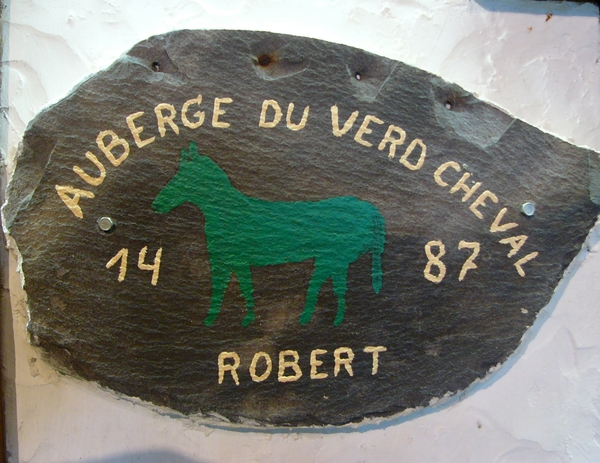 AUBERGE DU VERD CHEVAL
14 87
ROBERT